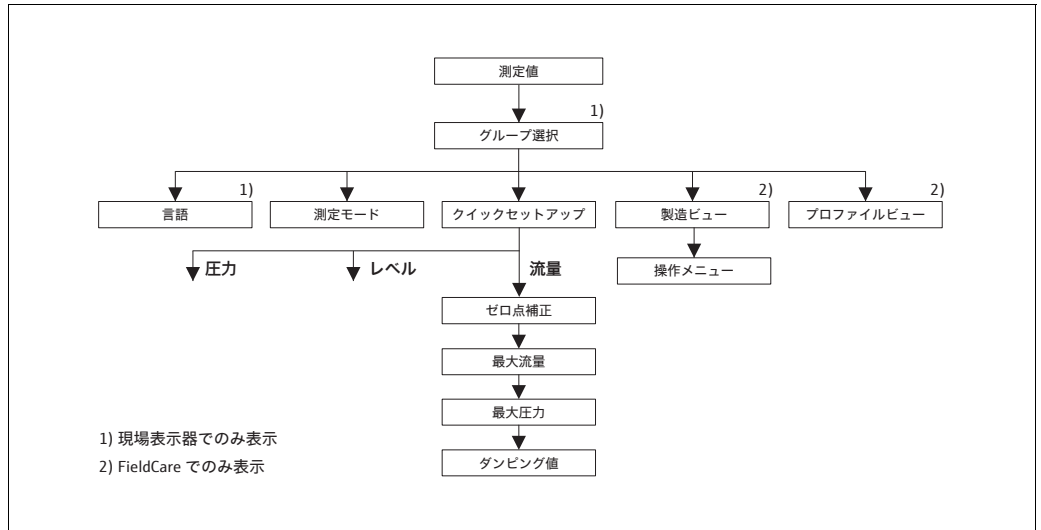 測定値
1)
グループ選択
1)
2)
2)
言語
測定モード
クイックセットアップ
製造ビュー
プロファイルビュー
圧力
レベル
流量
操作メニュー
ゼロ点補正
最大流量
最大圧力
ダンピング値
1) 現場表示器でのみ表示
2) FieldCare でのみ表示